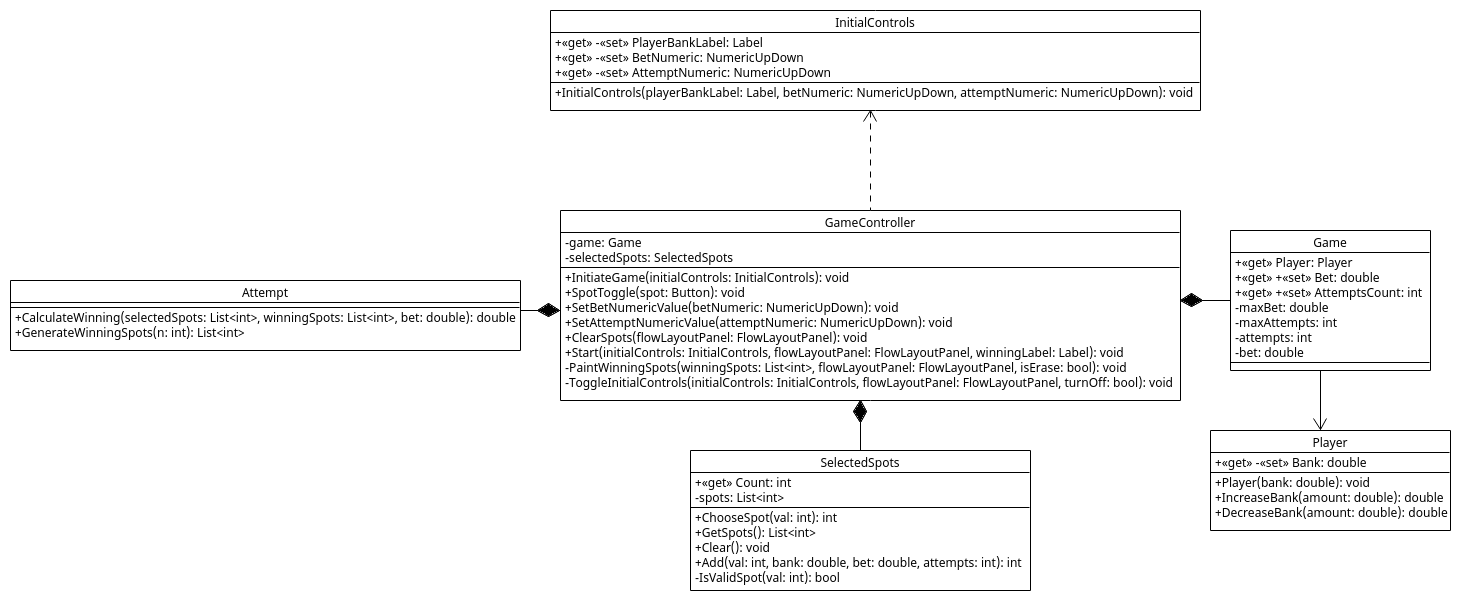 InitialControls
+«get» -«set» PlayerBankLabel: Label
+«get» -«set» BetNumeric: NumericUpDown
+«get» -«set» AttemptNumeric: NumericUpDown
+InitialControls(playerBankLabel: Label, betNumeric: NumericUpDown, attemptNumeric: NumericUpDown): void
GameController
-game: Game
-selectedSpots: SelectedSpots
+InitiateGame(initialControls: InitialControls): void
+SpotToggle(spot: Button): void
+SetBetNumericValue(betNumeric: NumericUpDown): void
+SetAttemptNumericValue(attemptNumeric: NumericUpDown): void
+ClearSpots(flowLayoutPanel: FlowLayoutPanel): void
+Start(initialControls: InitialControls, flowLayoutPanel: FlowLayoutPanel, winningLabel: Label): void
-PaintWinningSpots(winningSpots: List<int>, flowLayoutPanel: FlowLayoutPanel, isErase: bool): void
-ToggleInitialControls(initialControls: InitialControls, flowLayoutPanel: FlowLayoutPanel, turnOff: bool): void
Game
+«get» Player: Player
+«get» +«set» Bet: double
+«get» +«set» AttemptsCount: int
-maxBet: double
-maxAttempts: int
-attempts: int
-bet: double
Attempt
+CalculateWinning(selectedSpots: List<int>, winningSpots: List<int>, bet: double): double
+GenerateWinningSpots(n: int): List<int>
Player
+«get» -«set» Bank: double
+Player(bank: double): void
+IncreaseBank(amount: double): double
+DecreaseBank(amount: double): double
SelectedSpots
+«get» Count: int
-spots: List<int>
+ChooseSpot(val: int): int
+GetSpots(): List<int>
+Clear(): void
+Add(val: int, bank: double, bet: double, attempts: int): int
-IsValidSpot(val: int): bool